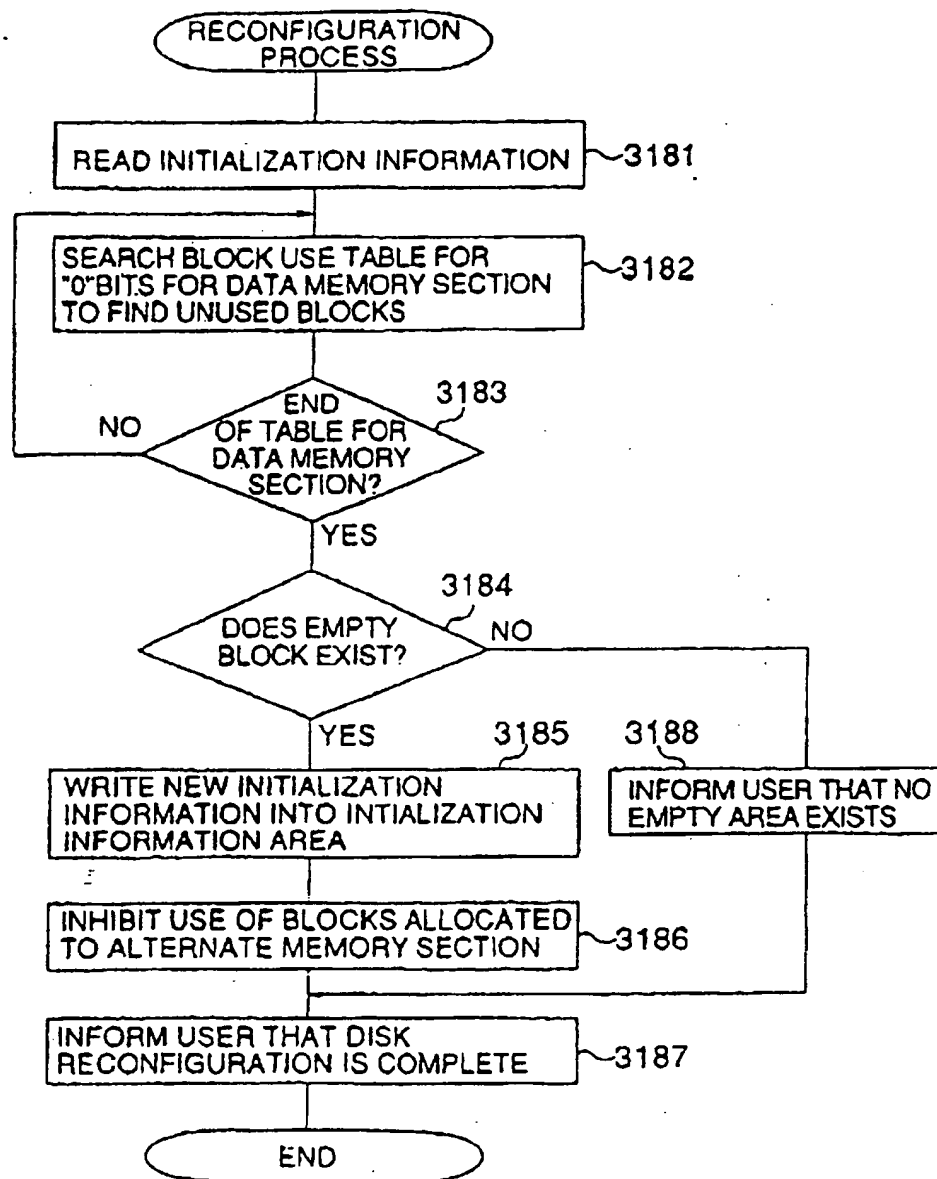 RECONFIGURATION
PROCESS
READ INITIALIZATION INFORMATION
3181
SEARCH BLOCK USE TABLE FOR
"0"BITS FOR DATA MEMORY SECTION
TO FIND UNUSED BLOCKS
3182
END
OF TABLE FOR
DATA MEMORY
SECTION?
3183
NO
YES
DOES EMPTY
BLOCK EXIST?
3184
NO
YES
3185
WRITE NEW INITIALIZATION
INFORMATION INTO INTIALIZATION
INFORMATION AREA
3188
INFORM USER THAT NO
EMPTY AREA EXISTS
INHIBIT USE OF BLOCKS ALLOCATED
TO ALTERNATE MEMORY SECTION
3186
INFORM USER THAT DISK
RECONFIGURATION IS COMPLETE
3187
END